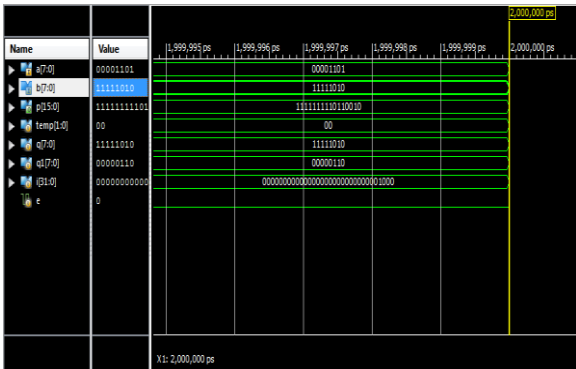 2,000,000 ps
Name Value 1,999,995 ps 1,999,996 ps 1,999,997 ps 1,999,998 ps 1,999,999 ps 2,000,000 ps
a[7:0] 00001101 00001101
b[7:0] 11111010 11111010
p[15:0] 11111111101 1111111110110010
temp[1:0] 00 00
q[7:0] 11111010 11111010
q1[7:0] 00000110 00000110
i[31:0] 00000000000 00000000000000000000000000001000
e 0
X1: 2,000,000 ps